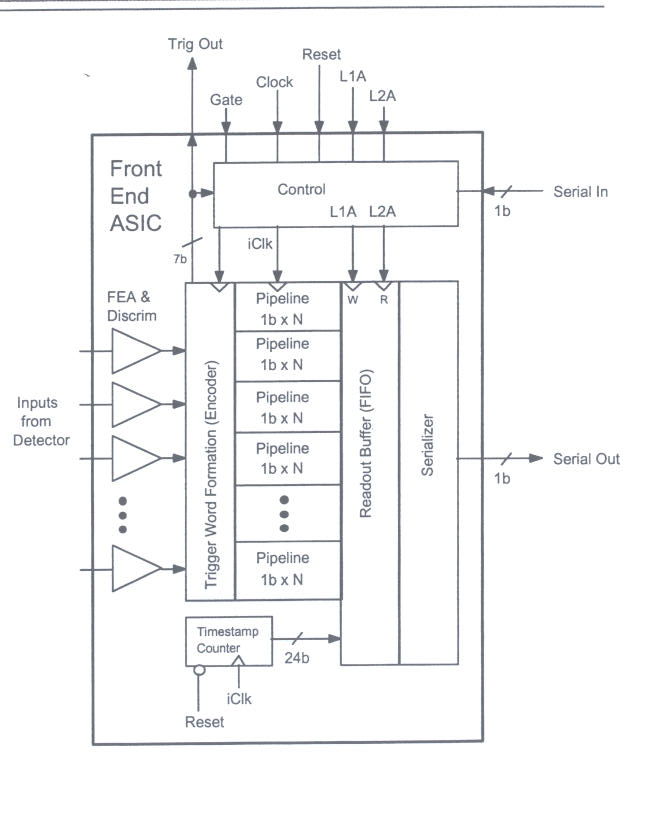 Trig Out
Reset
Clock
L1A
Gate
L2A
Front
End
ASIC
Control
L1A L2A
Serial In
1b
7b
iClk
FEA &
Discrim
Pipeline
1b x N
W R
Pipeline
1b x N
Pipeline
1b x N
Pipeline
1b x N
Pipeline
1b x N
Inputs
from
Detector
Trigger Word Formation (Encoder)
Readout Buffer (FIFO)
Serializer
Serial Out
1b
Timestamp
Counter
24b
iClk
Reset